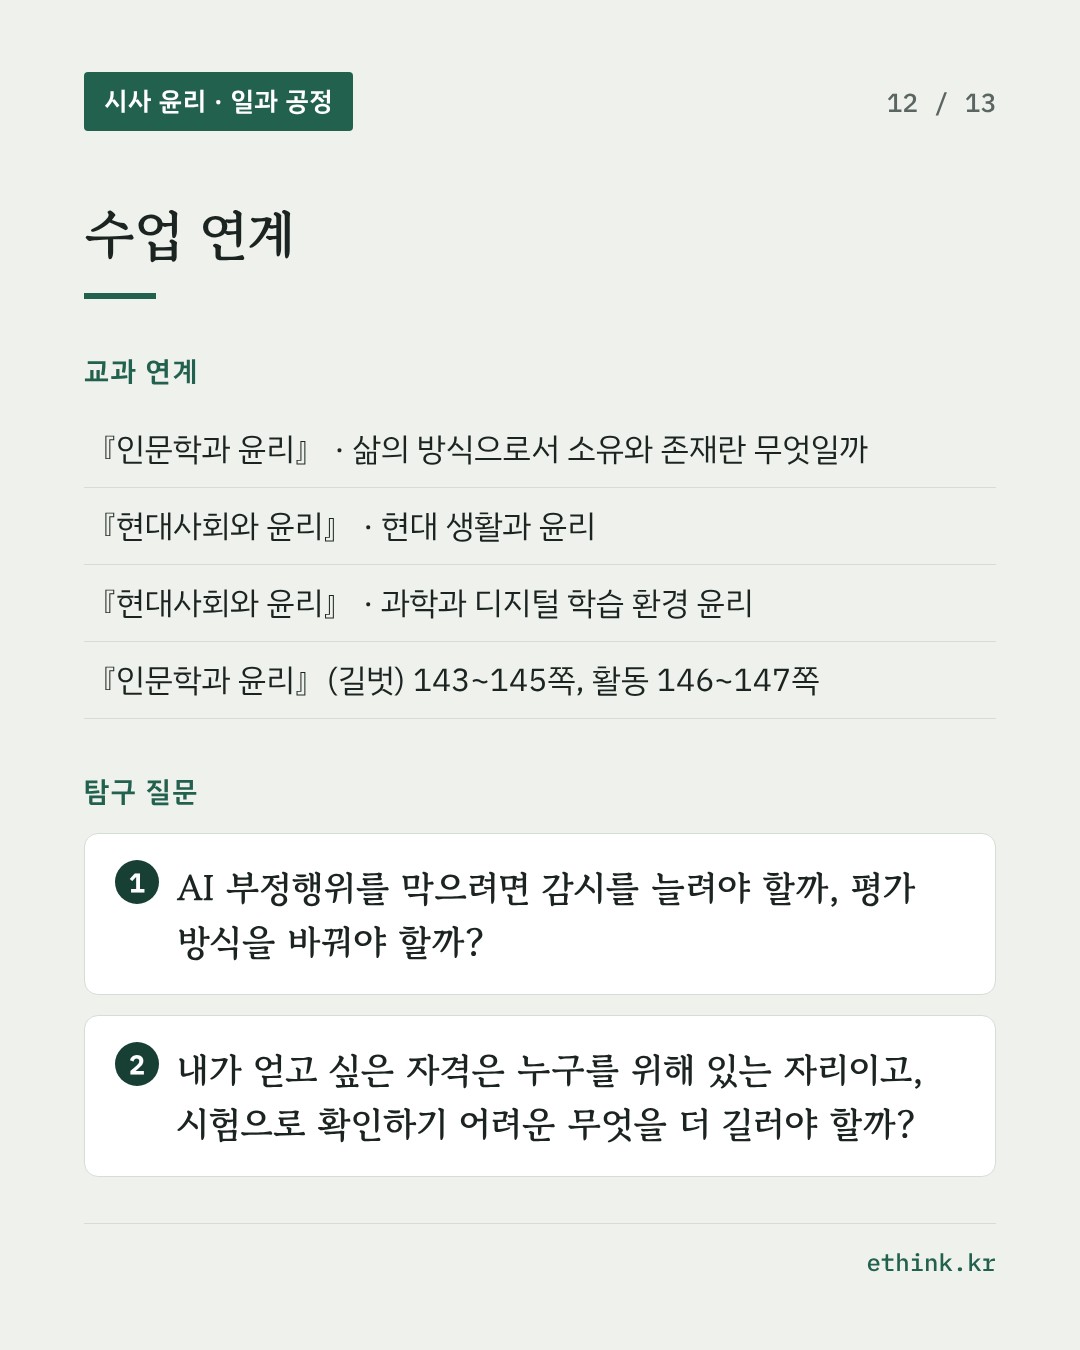 시사 윤리 · 일과 공정
12 / 13
수업 연계
교과 연계
『인문학과 윤리』 · 삶의 방식으로서 소유와 존재란 무엇일까
『현대사회와 윤리』 · 현대 생활과 윤리
『현대사회와 윤리』 · 과학과 디지털 학습 환경 윤리
『인문학과 윤리』(길벗) 143~145쪽, 활동 146~147쪽
탐구 질문
1 AI 부정행위를 막으려면 감시를 늘려야 할까, 평가
방식을 바꿔야 할까?
2 내가 얻고 싶은 자격은 누구를 위해 있는 자리이고,
시험으로 확인하기 어려운 무엇을 더 길러야 할까?
ethink.kr